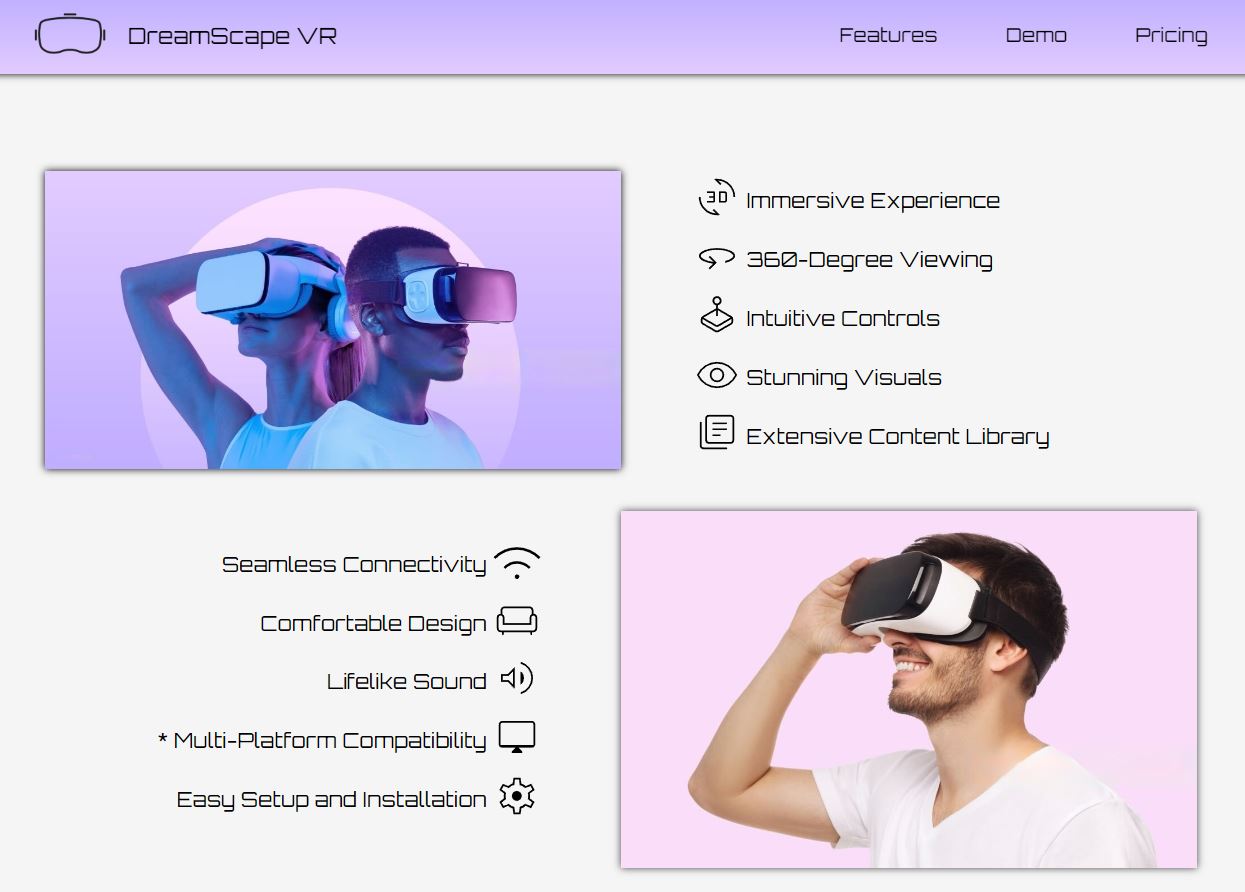 DreamScape VR
Features
Demo
Pricing
3D
Immersive Experience
360-Degree Viewing
Intuitive Controls
Stunning Visuals
Extensive Content Library
Seamless Connectivity
Comfortable Design
Lifelike Sound
* Multi-Platform Compatibility
Easy Setup and Installation